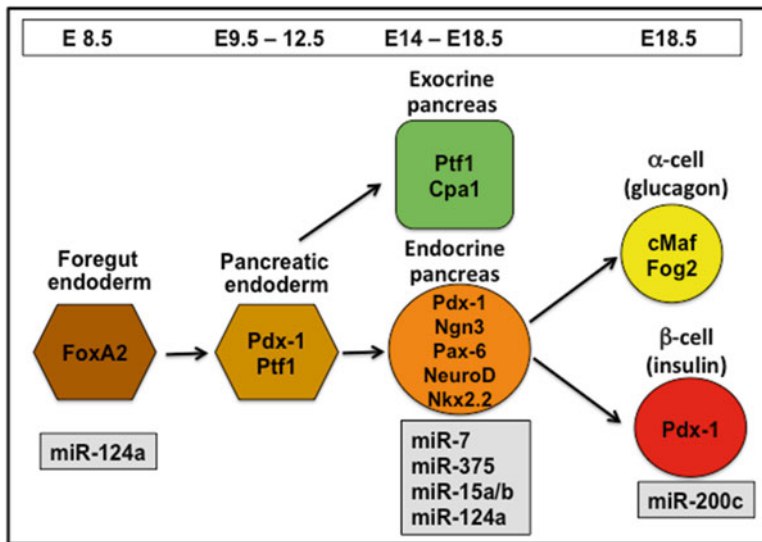 E 8.5
E9.5 – 12.5
E14 – E18.5
E18.5
Foregut
endoderm
FoxA2
miR-124a
Pancreatic
endoderm
Pdx-1
Ptf1
Exocrine
pancreas
Ptf1
Cpa1
Endocrine
pancreas
Pdx-1
Ngn3
Pax-6
NeuroD
Nkx2.2
miR-7
miR-375
miR-15a/b
miR-124a
α-cell
(glucagon)
cMaf
Fog2
β-cell
(insulin)
Pdx-1
miR-200c